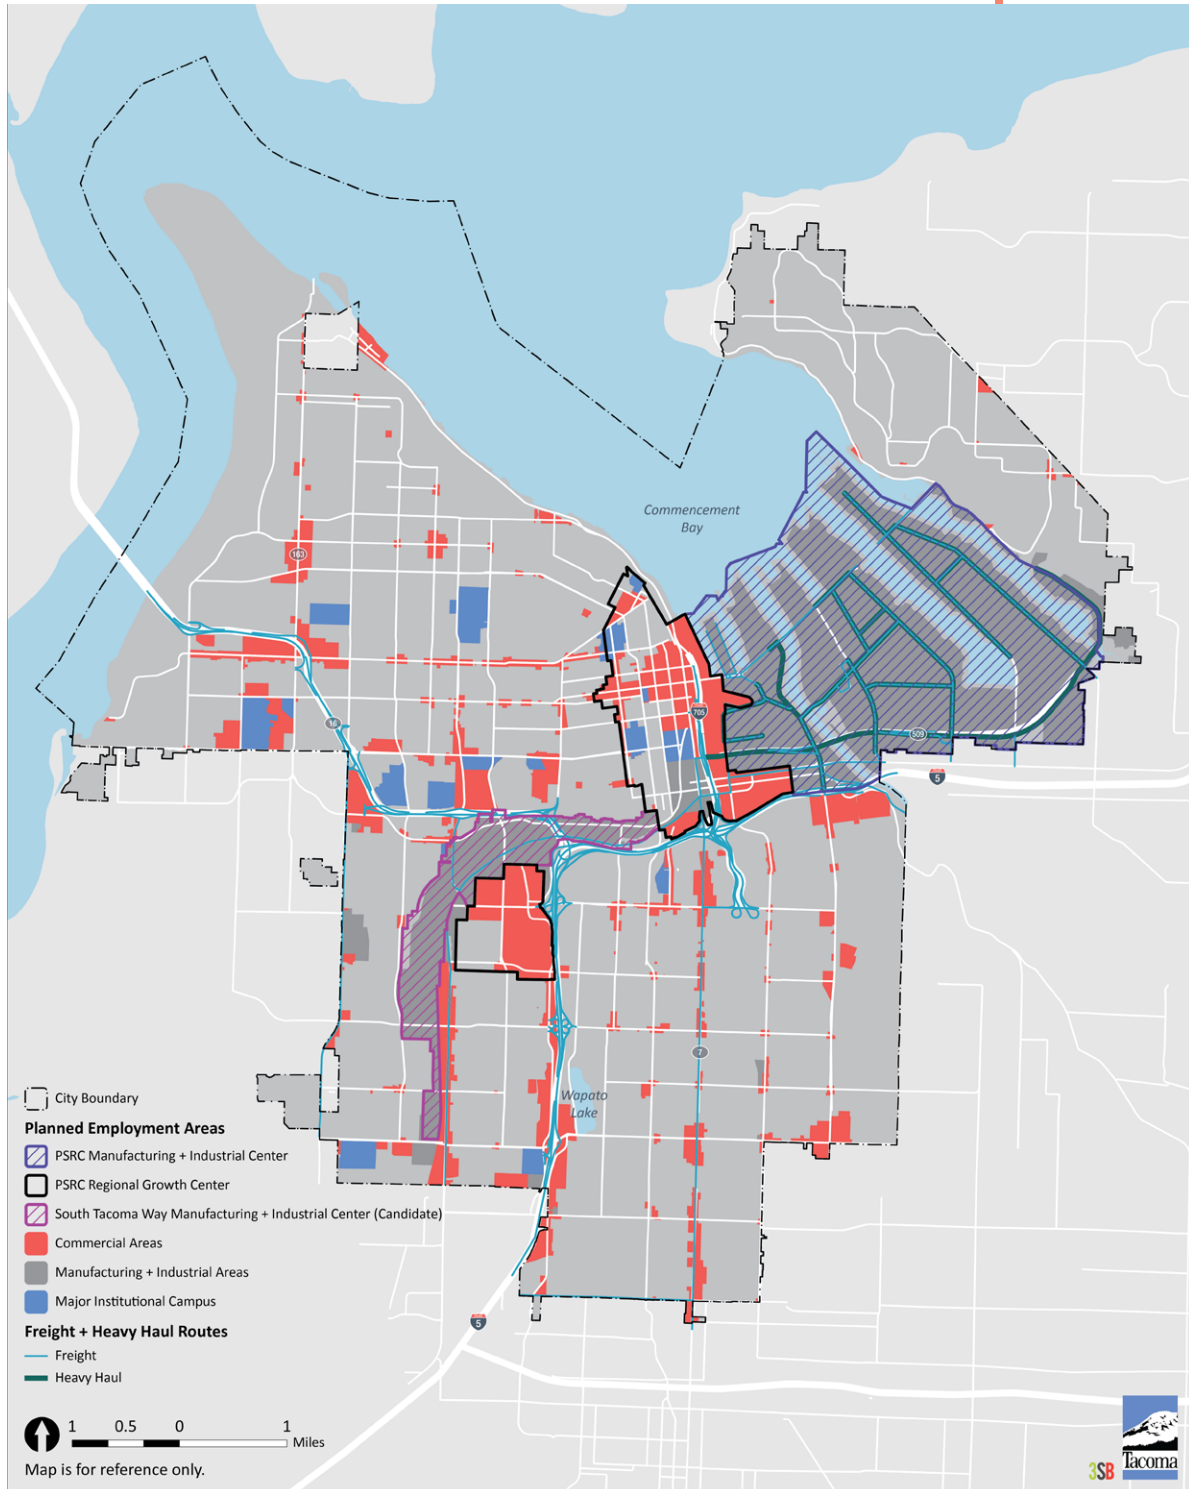 Commencement
Bay
163
16
705
509
5
7
Wapato
Lake
5
City Boundary
Planned Employment Areas
PSRC Manufacturing + Industrial Center
PSRC Regional Growth Center
South Tacoma Way Manufacturing + Industrial Center (Candidate)
Commercial Areas
Manufacturing + Industrial Areas
Major Institutional Campus
Freight + Heavy Haul Routes
Freight
Heavy Haul
1 0.5 0 1
Miles
Map is for reference only.
3SB
Tacoma